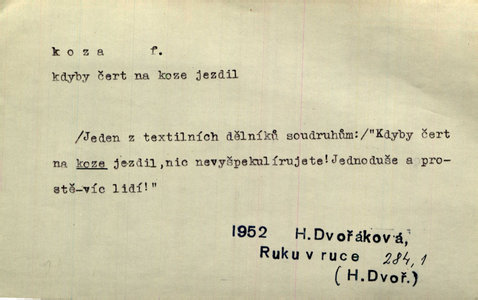 koza f.
kdyby čert na koze jezdil
/Jeden z textilních dělníků soudruhům:/"Kdyby čert
na koze jezdil,nic nevyšpekulírujete!Jednoduše a pro-
stě-víc lidí!"
1952 H.Dvořáková,
Ruku v ruce 284,1
(H.Dvoř.)